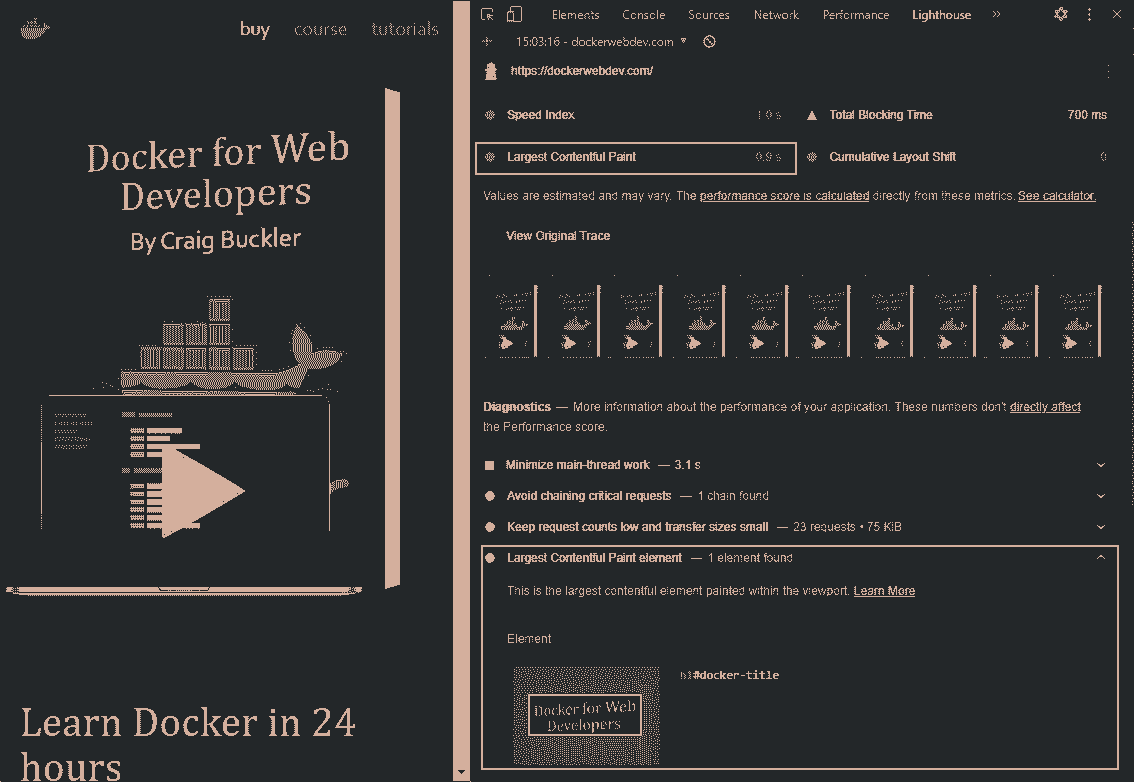 buy course tutorials
Docker for Web
Developers
By Craig Buckler
Learn Docker in 24
hours
Elements Console Sources Network Performance Lighthouse »
15:03:16 - dockerwebdev.com
https://dockerwebdev.com/
Speed Index 1.0 s
Total Blocking Time 700 ms
Largest Contentful Paint 0.9 s
Cumulative Layout Shift 0
Values are estimated and may vary. The performance score is calculated directly from these metrics. See calculator.
View Original Trace
Diagnostics — More information about the performance of your application. These numbers don't directly affect
the Performance score.
Minimize main-thread work — 3.1 s
Avoid chaining critical requests — 1 chain found
Keep request counts low and transfer sizes small — 23 requests • 75 KiB
Largest Contentful Paint element — 1 element found
This is the largest contentful element painted within the viewport. Learn More
Element
h1#docker-title
Docker for Web
Developers